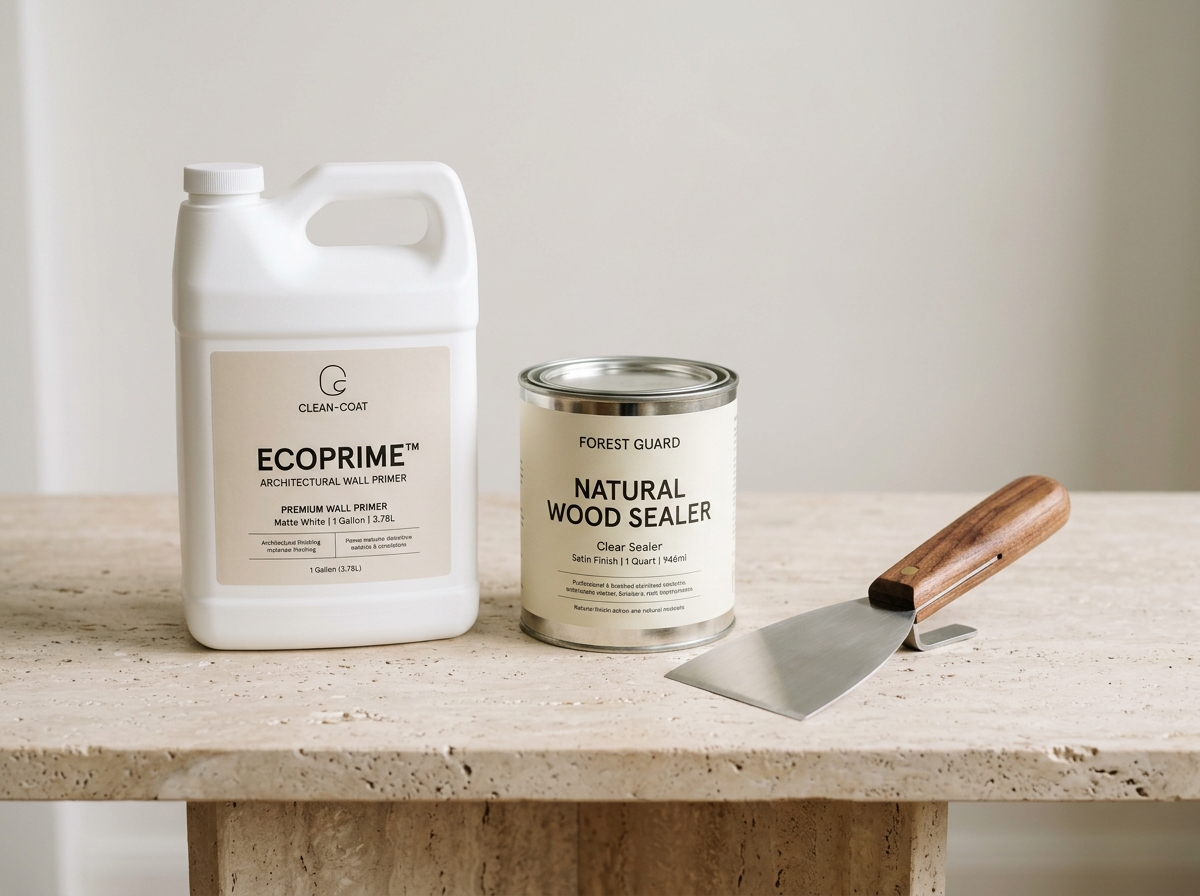 CLEAN-COAT
ECOPRIME™
ARCHITECTURAL WALL PRIMER
PREMIUM WALL PRIMER
Matte White | 1 Gallon | 3.78L
1 Gallen (3.78L)
FOREST GUARD
NATURAL
WOOD SEALER
Clear Sealer
Satin Finish | 1 Quart | 946ml